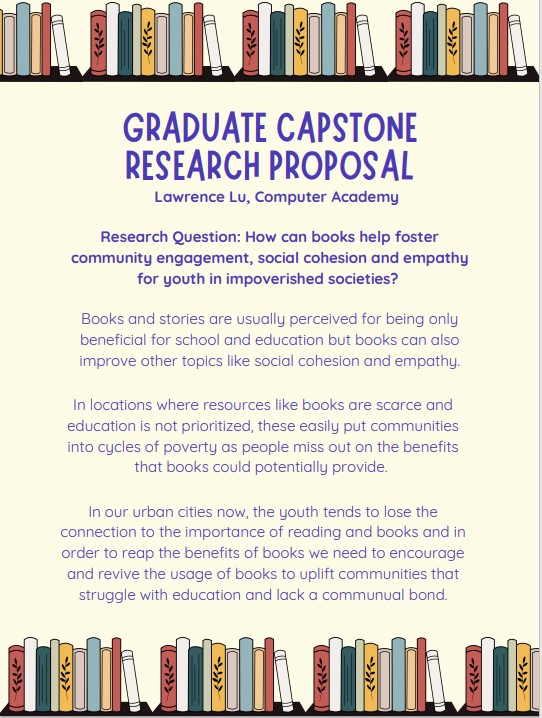 GRADUATE CAPSTONE
RESEARCH PROPOSAL
Lawrence Lu, Computer Academy
Research Question: How can books help foster
community engagement, social cohesion and empathy
for youth in impoverished societies?
Books and stories are usually perceived for being only
beneficial for school and education but books can also
improve other topics like social cohesion and empathy.
In locations where resources like books are scarce and
education is not prioritized, these easily put communities
into cycles of poverty as people miss out on the benefits
that books could potentially provide.
In our urban cities now, the youth tends to lose the
connection to the importance of reading and books and in
order to reap the benefits of books we need to encourage
and revive the usage of books to uplift communities that
struggle with education and lack a communual bond.